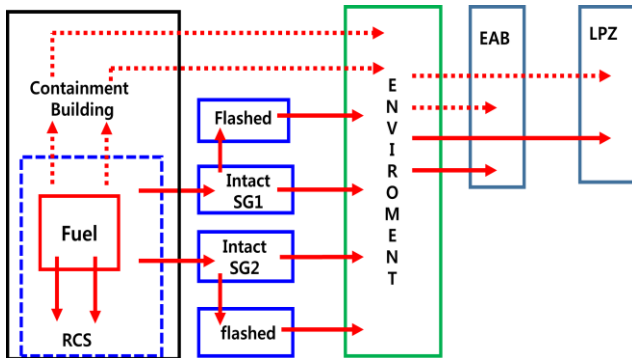 Containment
Building
Fuel
RCS
Flashed
Intact
SG1
Intact
SG2
flashed
E
N
V
I
R
O
M
E
N
T
EAB
LPZ